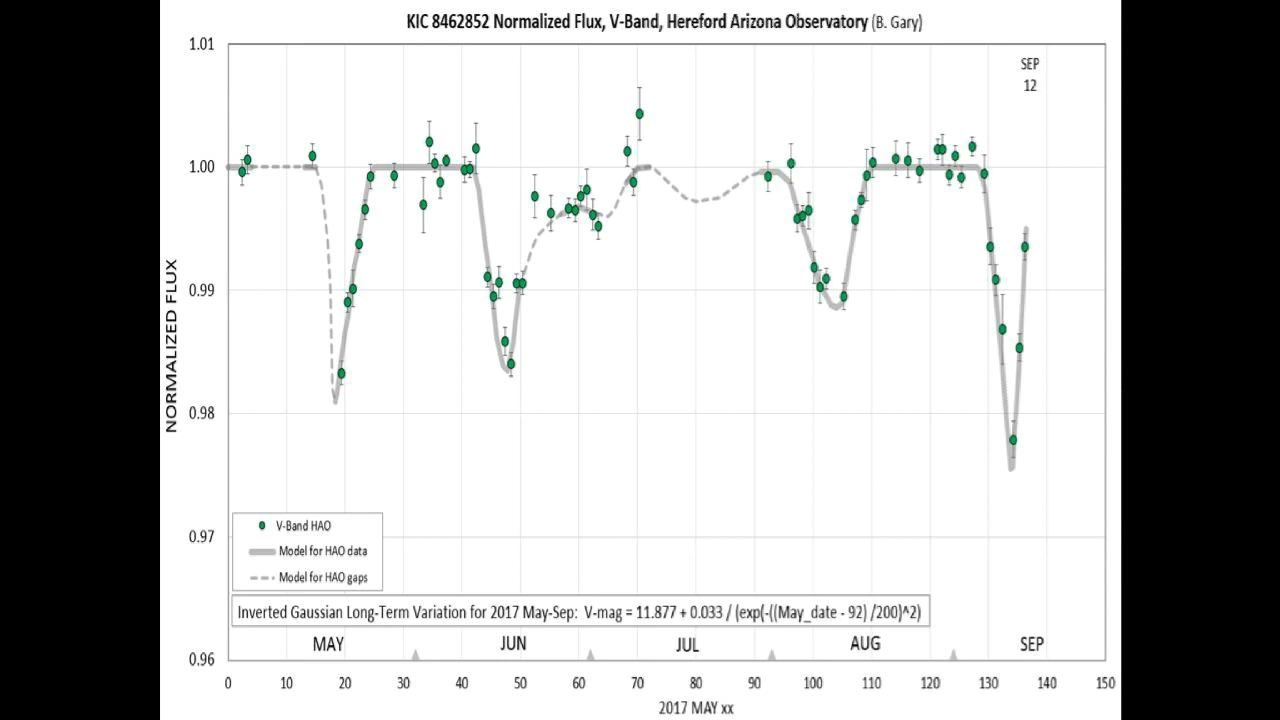 KIC 8462852 Normalized Flux, V-Band, Hereford Arizona Observatory (B. Gary)
1.01
SEP
12
1.00
0.99
NORMALIZED FLUX
0.98
0.97
V-Band HAO
Model for HAO data
Model for HAO gaps
Inverted Gaussian Long-Term Variation for 2017 May-Sep: V-mag = 11.877 + 0.033 / (exp(-((May_date - 92) /200)^2)
MAY JUN JUL AUG SEP
0.96
0 10 20 30 40 50 60 70 80 90 100 110 120 130 140 150
2017 MAY xx